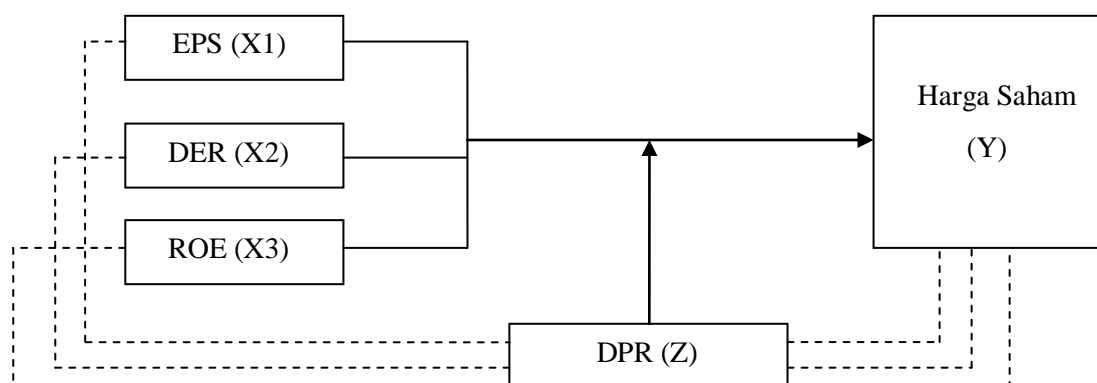 EPS (X1)
DER (X2)
ROE (X3)
Harga Saham
(Y)
DPR (Z)